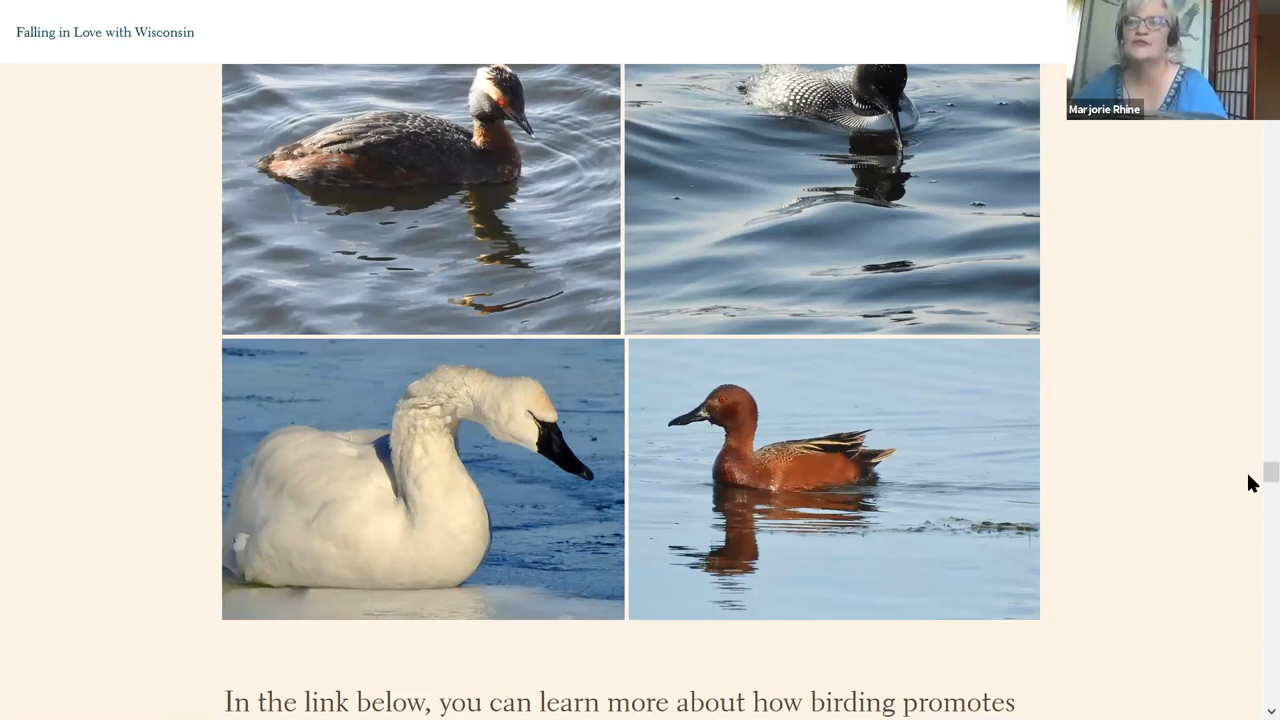 Falling in Love with Wisconsin
Marjorie Rhine
In the link below, you can learn more about how birding promotes